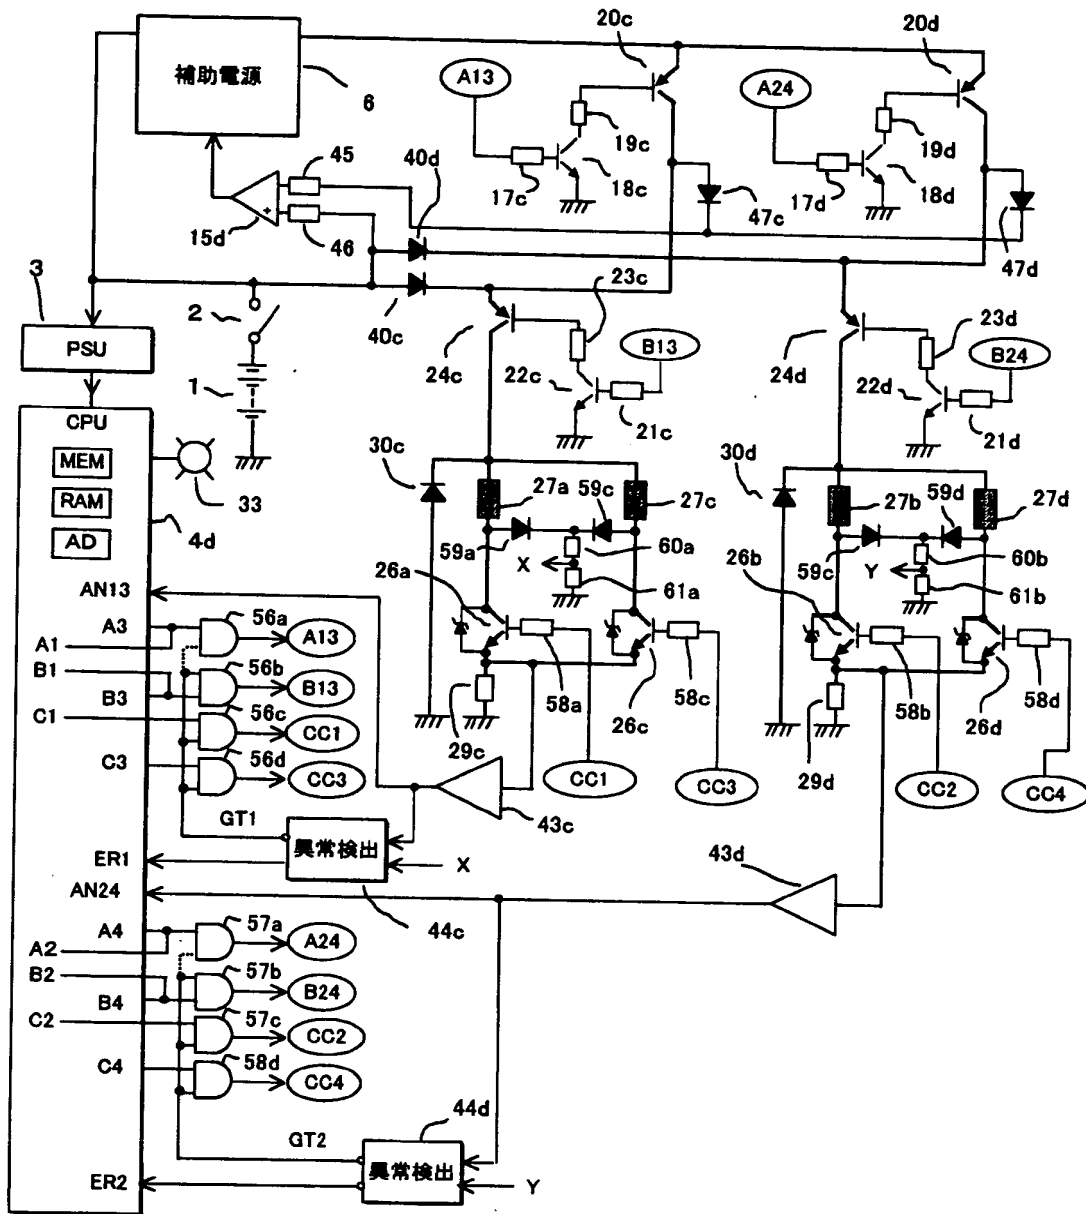 20c
20d
補助電源
6
A13
A24
19c
19d
17c
18c
17d
18d
45
40d
47c
47d
15d
46
+
3
2
40c
23c
23d
PSU
1
24c
22c
B13
24d
22d
B24
21c
21d
CPU
MEM
RAM
AD
33
4d
30c
27a
59c
27c
30d
27b
59d
27d
59a
60a
X
61a
26a
26b
59c
60b
Y
61b
AN13
A3
56a
A13
A1
B1
56b
B3
B13
C1
56c
CC1
C3
56d
CC3
29c
58a
26c
58c
29d
58b
26d
58d
CC1
CC3
CC2
CC4
43c
GT1
異常検出
ER1
X
44c
43d
AN24
A4
57a
A24
A2
B2
57b
B4
B24
C2
57c
CC2
C4
58d
CC4
44d
GT2
異常検出
ER2
Y